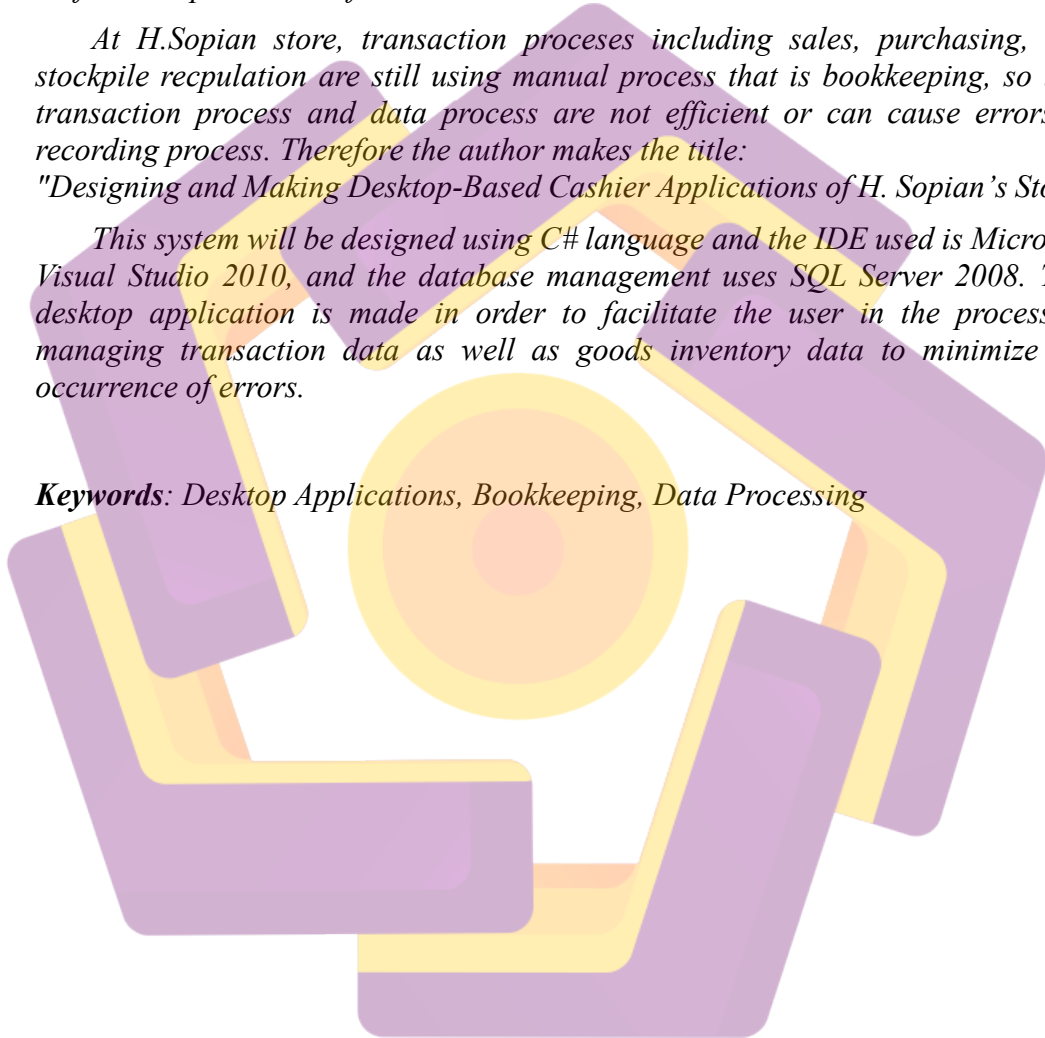 At H.Sopian store, transaction proceses including sales, purchasing,
stockpile recpulation are still using manual process that is bookkeeping, so
transaction process and data process are not efficient or can cause errors
recording process. Therefore the author makes the title:
"Designing and Making Desktop-Based Cashier Applications of H. Sopian’s
This system will be designed using C# language and the IDE used is
Visual Studio 2010, and the database management uses SQL Server 2008.
desktop application is made in order to facilitate the user in the process
managing transaction data as well as goods inventory data to minimize
occurrence of errors.
Keywords: Desktop Applications, Bookkeeping, Data Processing